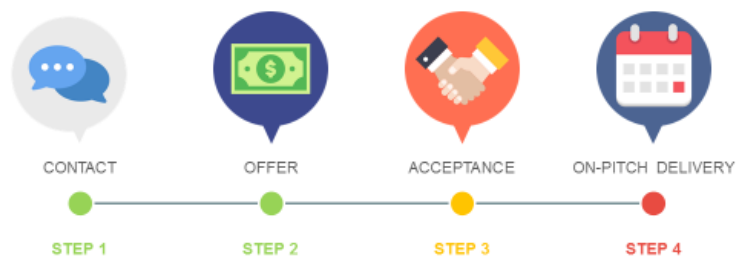 CONTACT
OFFER
ACCEPTANCE
ON-PITCH DELIVERY
STEP 1
STEP 2
STEP 3
STEP 4